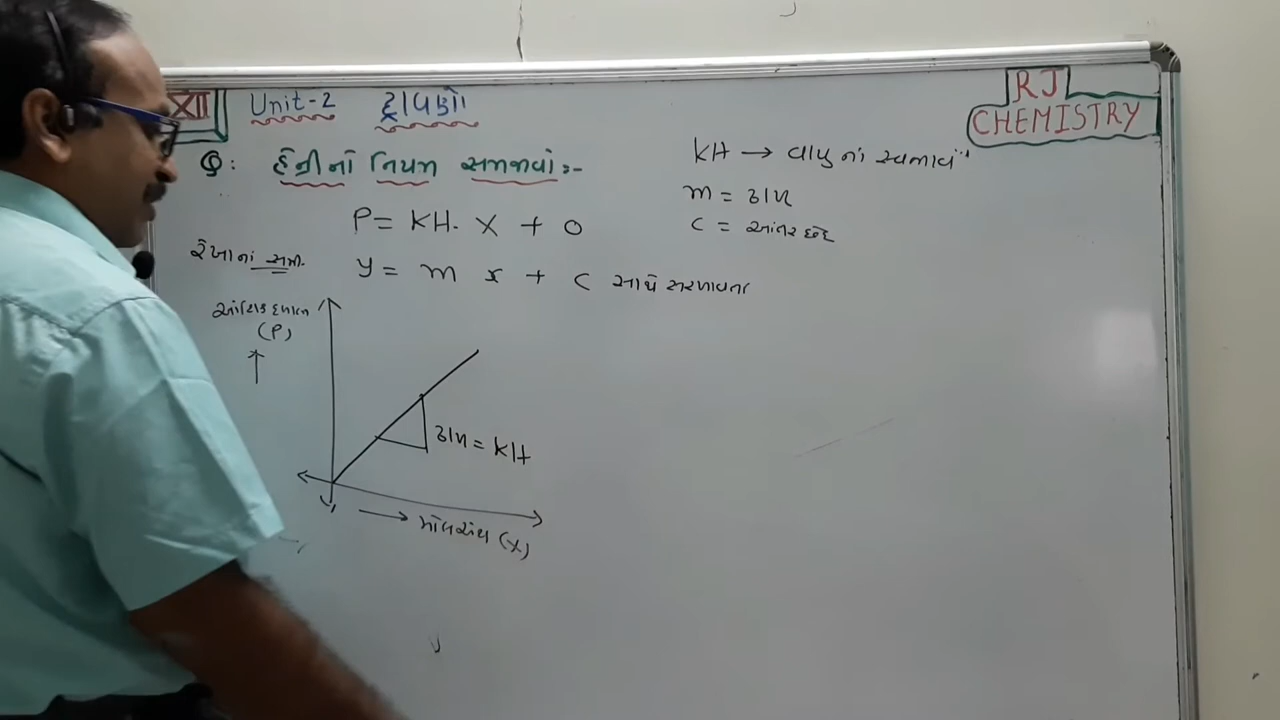 XII Unit-2 દ્રાવણો
RJ
CHEMISTRY
Q: હેન્રીનો નિયમ સમજાવો:-
KH → વાયુ નો સ્વભાવ
m = ઢાળ
P = KH. X + 0
C = આંતર છેદ
રેખાનાં સમી.
y = m x + c સાથે સરખાવતા
આંશિક દબાણ
(P)
↑
ઢાળ = KH
→ મોલઅંશ (X)